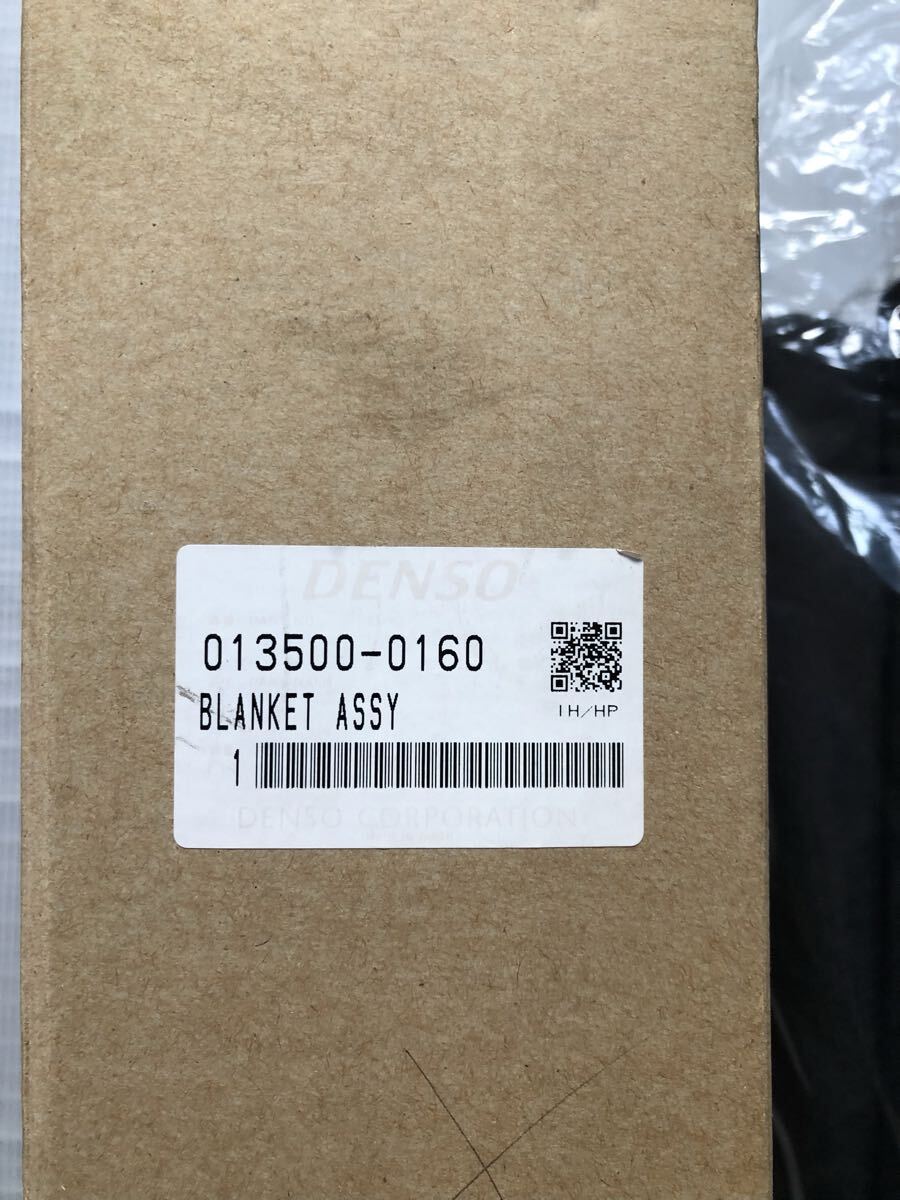 DENSO
013500-0160
BLANKET ASSY
IH/HP
1
DENSO CORPORATION